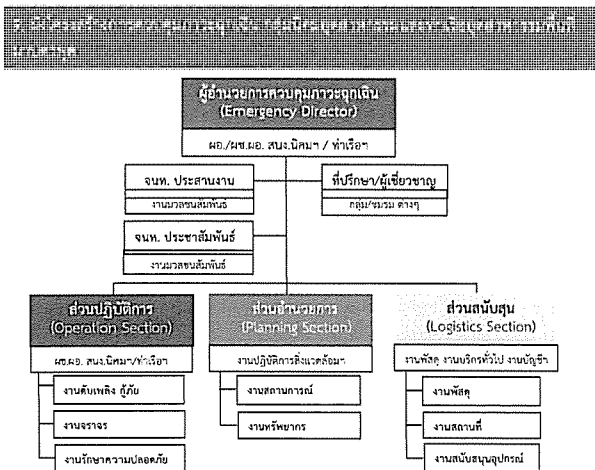 ผู้อำนวยการควบคุมภาวะฉุกเฉิน
(Emergency Director)
ผอ./ผช.ผอ. สนง.นิคมฯ / ท่าเรือฯ
จนท. ประสานงาน
งานมวลชนสัมพันธ์
ที่ปรึกษา/ผู้เชี่ยวชาญ
กลุ่ม/ชมรม ต่างๆ
จนท. ประชาสัมพันธ์
งานมวลชนสัมพันธ์
ส่วนปฏิบัติการ
(Operation Section)
ผช.ผอ. สนง.นิคมฯ/ท่าเรือฯ
งานดับเพลิง กู้ภัย
งานจราจร
งานรักษาความปลอดภัย
ส่วนอำนวยการ
(Planning Section)
งานปฏิบัติการสิ่งแวดล้อมฯ
งานสถานการณ์
งานทรัพยากร
ส่วนสนับสุน
(Logistics Section)
งานพัสดุ งานบริกรทั่วไป งานบัญชีฯ
งานพัสดุ
งานสถานที่
งานสนับสนุนอุปกรณ์